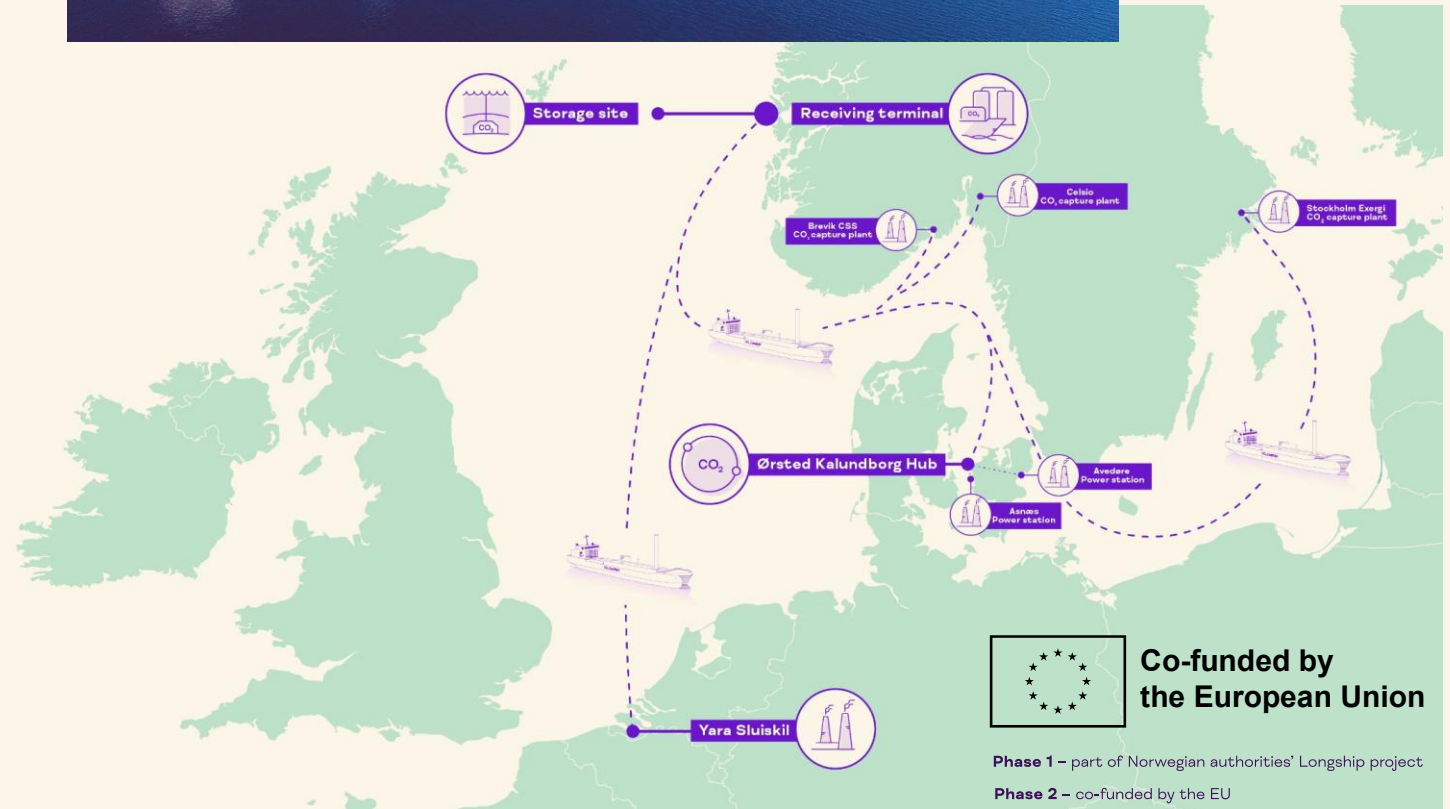 Storage site
Receiving terminal
CO₂
CO₂
Celsio
CO₂ capture plant
Brevik CSS
CO₂ capture plant
Stockholm Exergi
CO₂ capture plant
CO₂
Ørsted Kalundborg Hub
Avedøre
Power station
Asnæs
Power station
Yara Sluiskil
Co-funded by
the European Union
Phase 1 – part of Norwegian authorities' Longship project
Phase 2 – co-funded by the EU